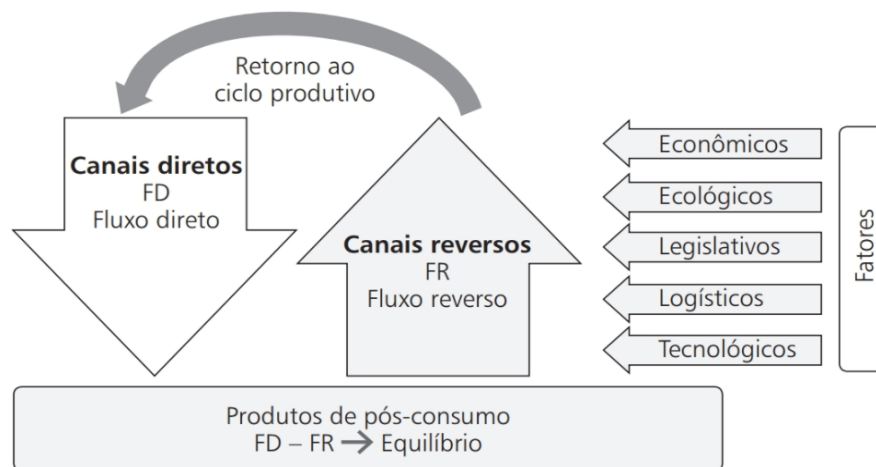 Retorno ao
ciclo produtivo
Canais diretos
FD
Fluxo direto
Canais reversos
FR
Fluxo reverso
Econômicos
Ecológicos
Legislativos
Logísticos
Tecnológicos
Fatores
Produtos de pós-consumo
FD – FR → Equilíbrio